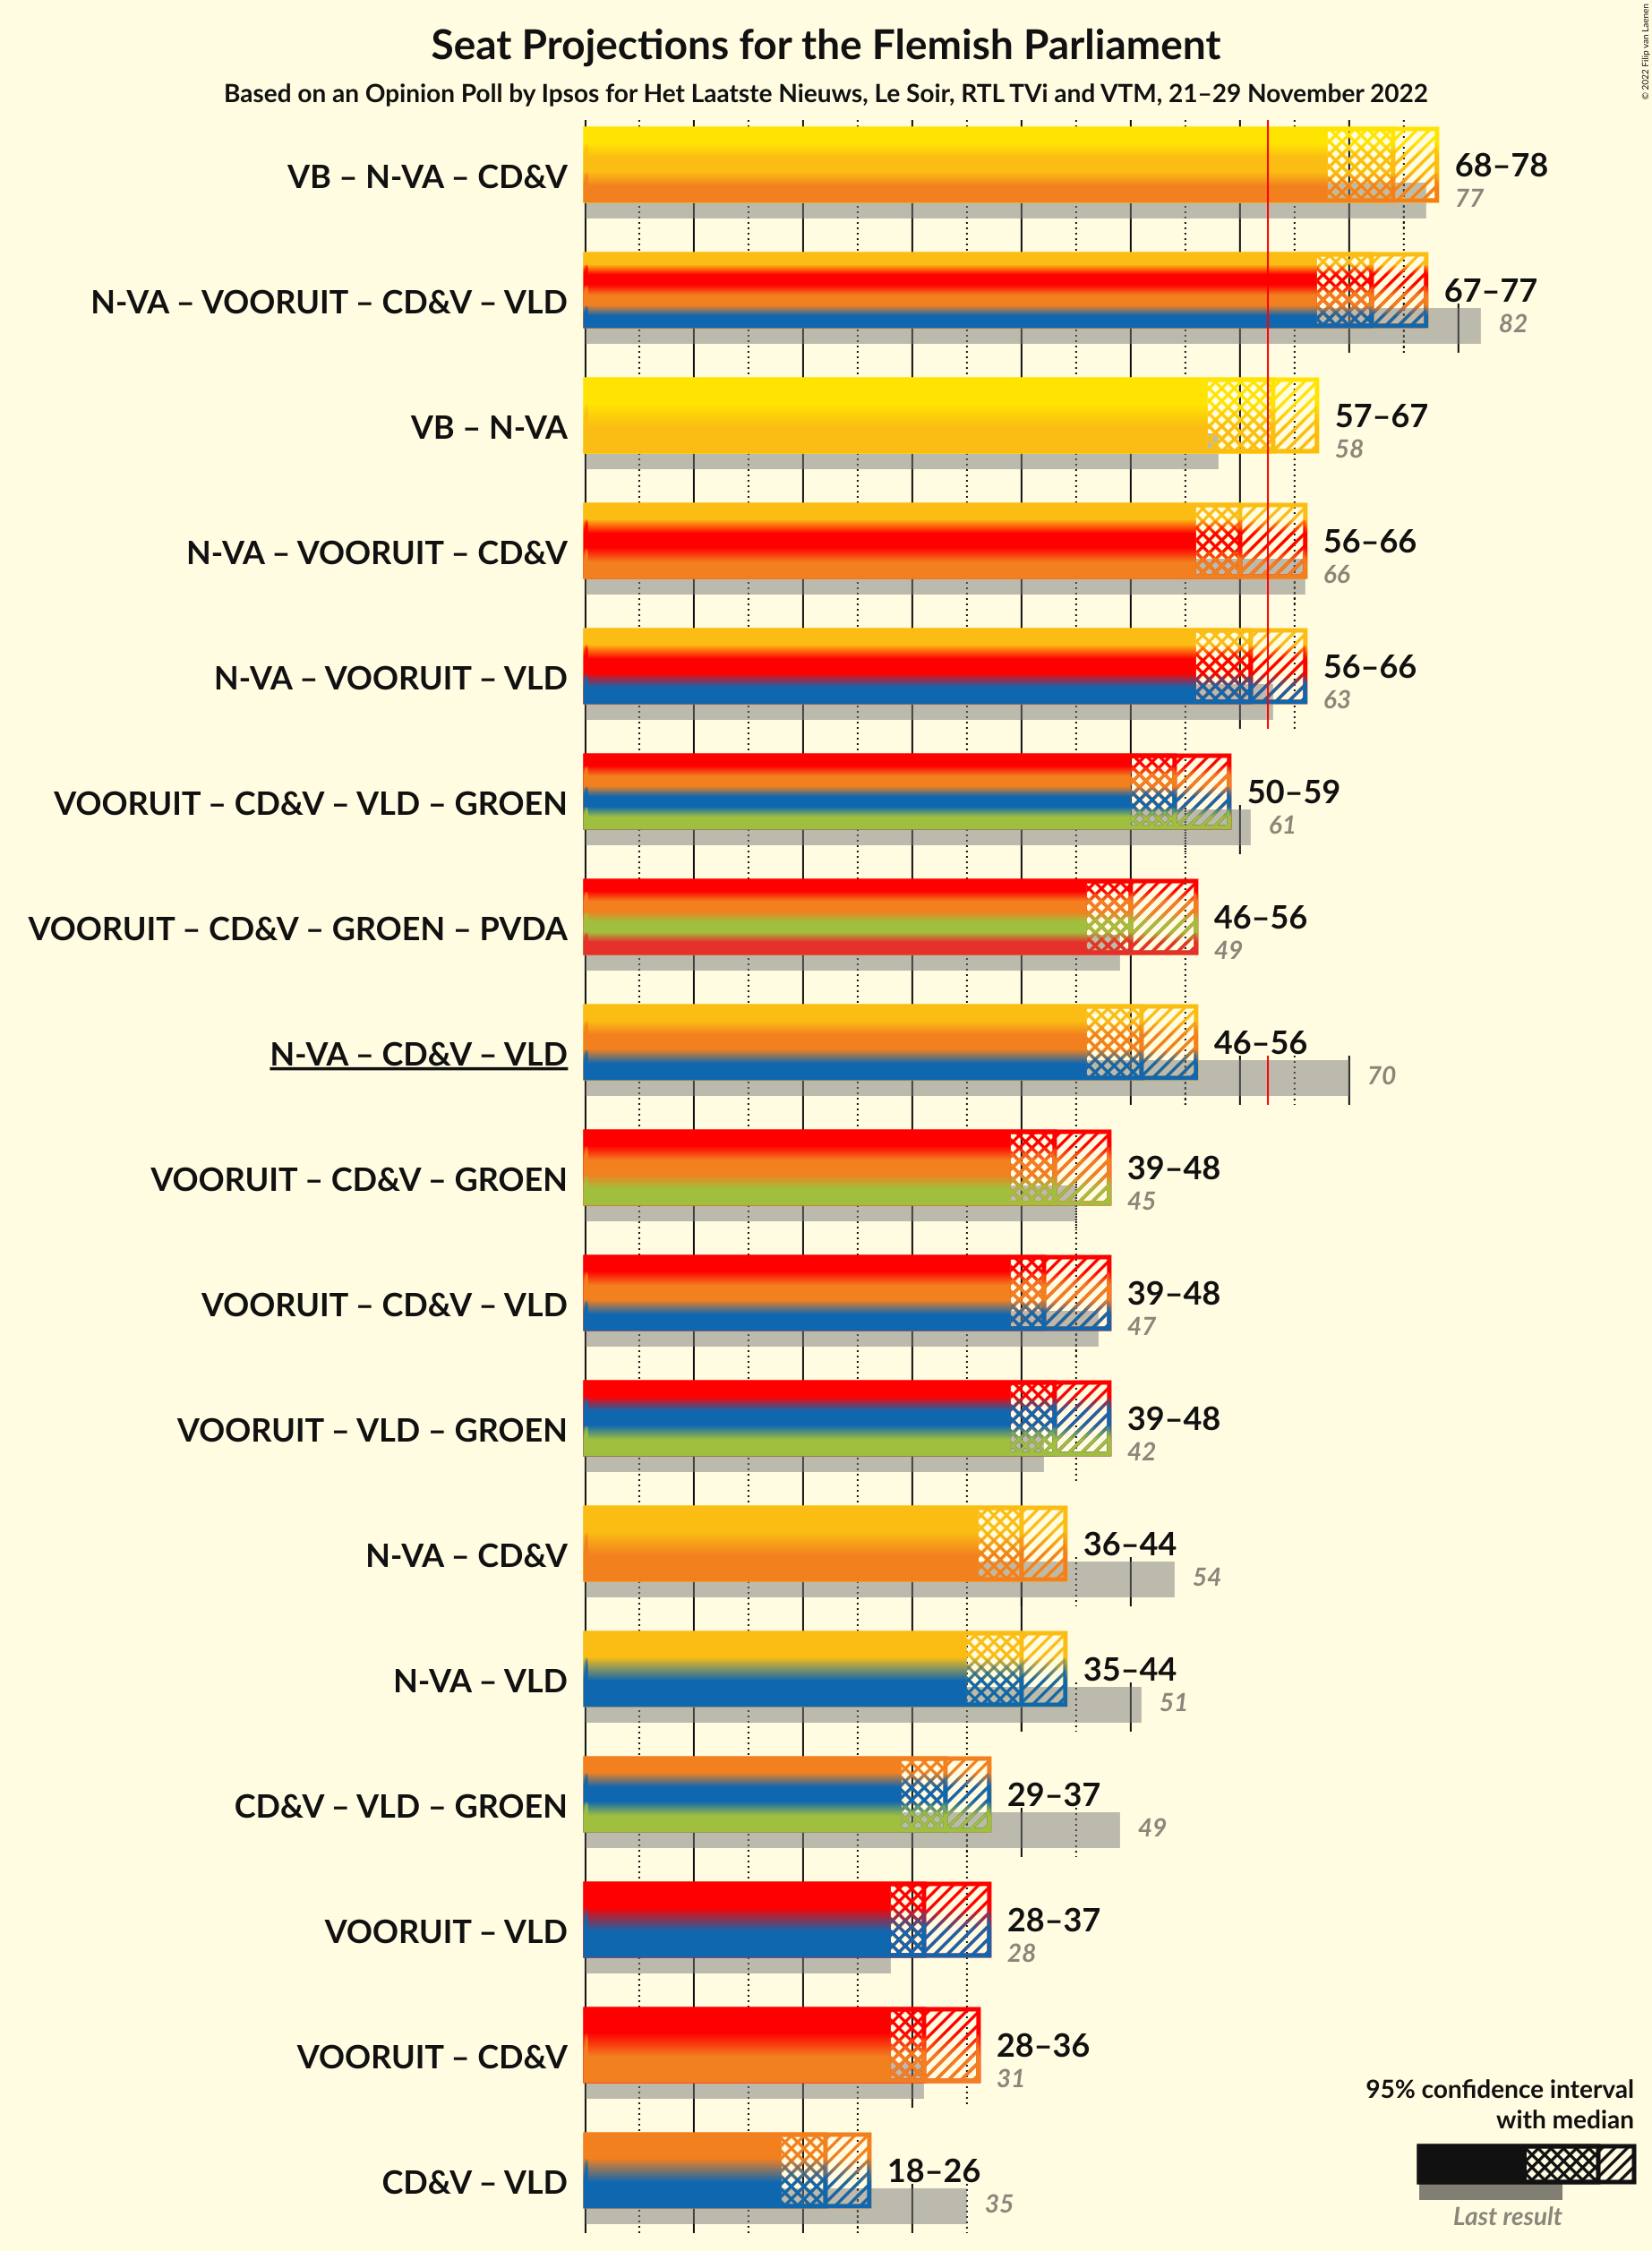 Seat Projections for the Flemish Parliament
Based on an Opinion Poll by Ipsos for Het Laatste Nieuws, Le Soir, RTL TVi and VTM, 21–29 November 2022
© 2022 Filip van Laenen
VB – N-VA – CD&V
68–78
77
N-VA – VOORUIT – CD&V – VLD
67–77
82
VB – N-VA
57–67
58
N-VA – VOORUIT – CD&V
56–66
66
N-VA – VOORUIT – VLD
56–66
63
VOORUIT – CD&V – VLD – GROEN
50–59
61
VOORUIT – CD&V – GROEN – PVDA
46–56
49
N-VA – CD&V – VLD
46–56
70
VOORUIT – CD&V – GROEN
39–48
45
VOORUIT – CD&V – VLD
39–48
47
VOORUIT – VLD – GROEN
39–48
42
N-VA – CD&V
36–44
54
N-VA – VLD
35–44
51
CD&V – VLD – GROEN
29–37
49
VOORUIT – VLD
28–37
28
VOORUIT – CD&V
28–36
31
CD&V – VLD
18–26
35
95% confidence interval
with median
Last result